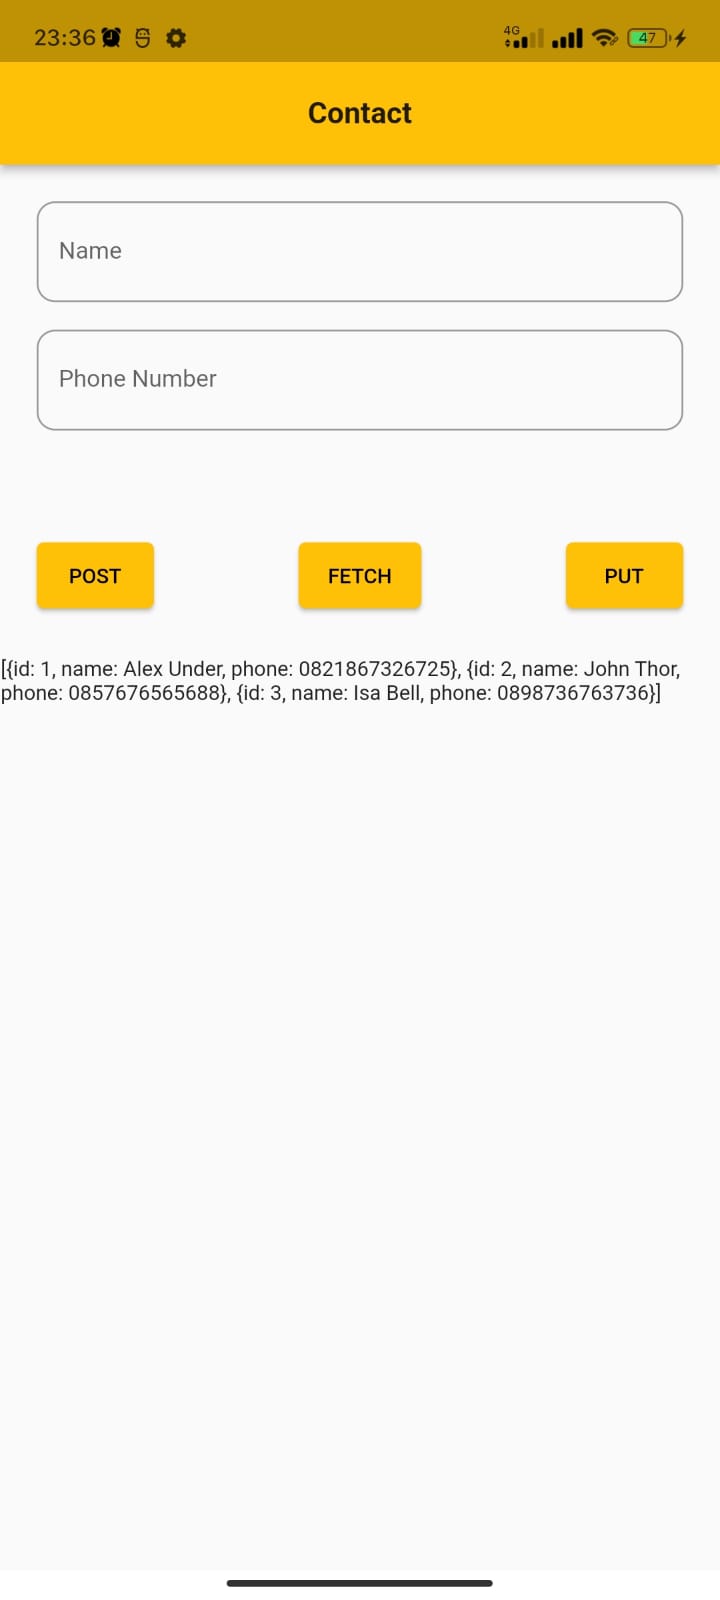 23:36
4G
47
Contact
Name
Phone Number
POST FETCH PUT
[{id: 1, name: Alex Under, phone: 0821867326725}, {id: 2, name: John Thor,
phone: 0857676565688}, {id: 3, name: Isa Bell, phone: 0898736763736}]